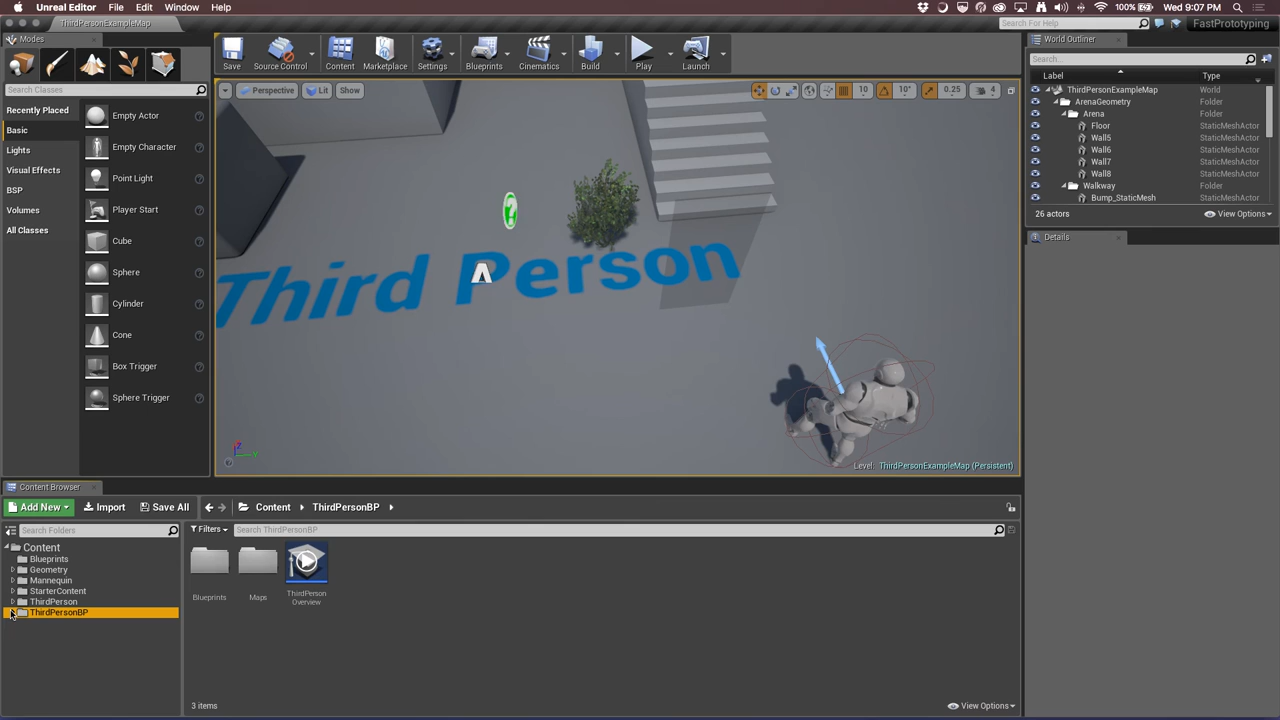 Unreal Editor File Edit Window Help 100% Wed 9:07 PM
ThirdPersonExampleMap Search For Help FastPrototyping
Modes
Search Classes
Recently Placed
Basic
Lights
Visual Effects
BSP
Volumes
All Classes
Empty Actor
Empty Character
Point Light
Player Start
Cube
Sphere
Cylinder
Cone
Box Trigger
Sphere Trigger
Save Source Control Content Marketplace Settings Blueprints Cinematics Build Play Launch
Perspective Lit Show 10 10° 0.25 4
Third Person
Level: ThirdPersonExampleMap (Persistent)
World Outliner
Search...
Label Type
ThirdPersonExampleMap World
ArenaGeometry Folder
Arena Folder
Floor StaticMeshActor
Wall5 StaticMeshActor
Wall6 StaticMeshActor
Wall7 StaticMeshActor
Wall8 StaticMeshActor
Walkway Folder
Bump_StaticMesh StaticMeshActor
26 actors View Options
Details
Content Browser
Add New Import Save All Content ThirdPersonBP
Search Folders
Content
Blueprints
Geometry
Mannequin
StarterContent
ThirdPerson
ThirdPersonBP
Filters Search ThirdPersonBP
Blueprints
Maps
ThirdPerson
Overview
3 items View Options